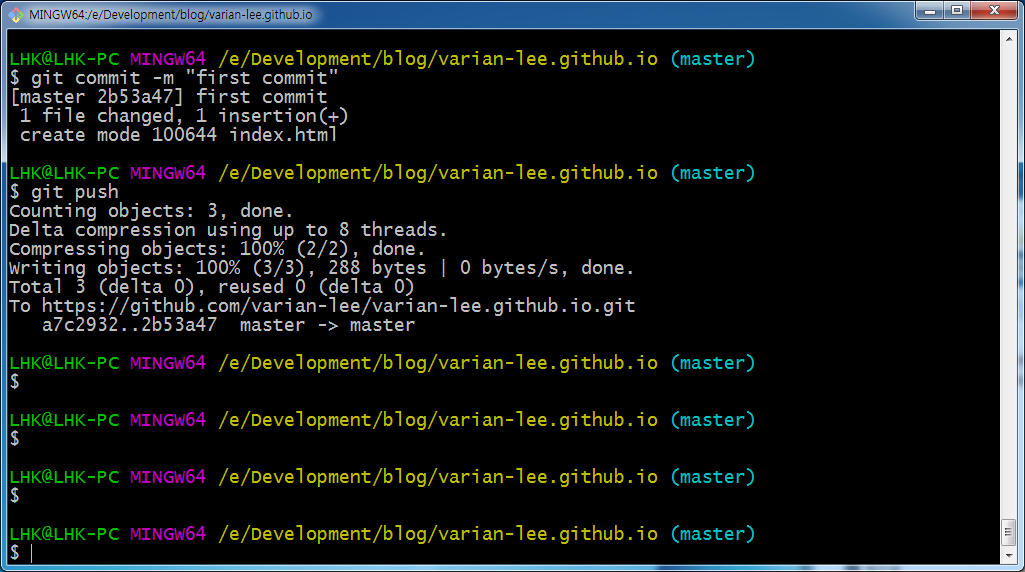 MINGW64:/e/Development/blog/varian-lee.github.io
LHK@LHK-PC MINGW64 /e/Development/blog/varian-lee.github.io (master)
$ git commit -m "first commit"
[master 2b53a47] first commit
 1 file changed, 1 insertion(+)
 create mode 100644 index.html
LHK@LHK-PC MINGW64 /e/Development/blog/varian-lee.github.io (master)
$ git push
Counting objects: 3, done.
Delta compression using up to 8 threads.
Compressing objects: 100% (2/2), done.
Writing objects: 100% (3/3), 288 bytes | 0 bytes/s, done.
Total 3 (delta 0), reused 0 (delta 0)
To https://github.com/varian-lee/varian-lee.github.io.git
   a7c2932..2b53a47  master -> master
LHK@LHK-PC MINGW64 /e/Development/blog/varian-lee.github.io (master)
$
LHK@LHK-PC MINGW64 /e/Development/blog/varian-lee.github.io (master)
$
LHK@LHK-PC MINGW64 /e/Development/blog/varian-lee.github.io (master)
$
LHK@LHK-PC MINGW64 /e/Development/blog/varian-lee.github.io (master)
$